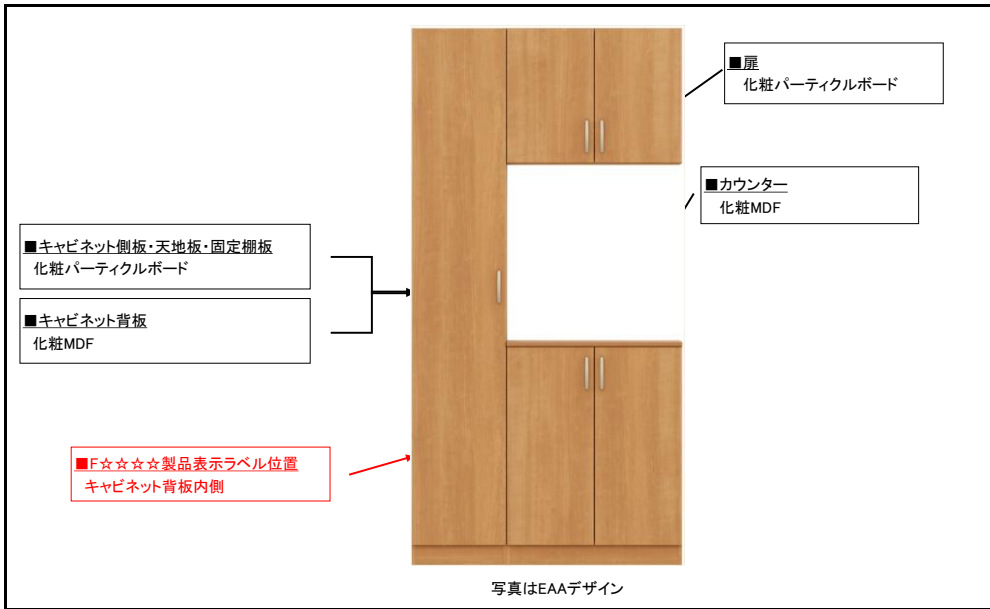 ■扉
化粧パーティクルボード
■カウンター
化粧MDF
■キャビネット側板・天地板・固定棚板
化粧パーティクルボード
■キャビネット背板
化粧MDF
■F☆☆☆☆製品表示ラベル位置
キャビネット背板内側
写真はEAAデザイン